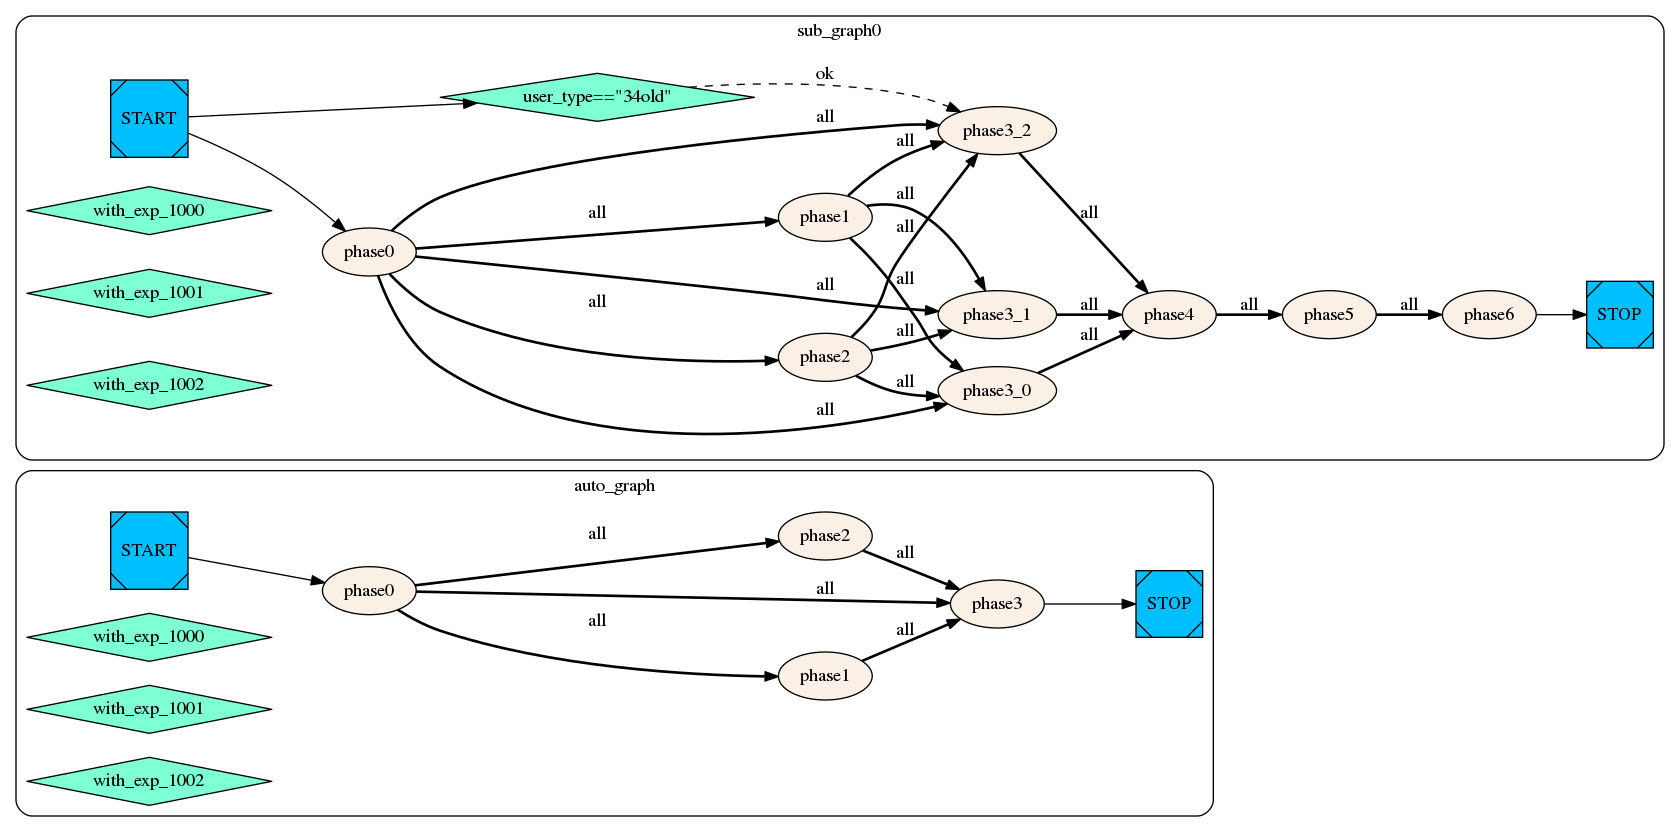 sub_graph0
START
user_type=="34old"
ok
all
phase3_2
all
all
with_exp_1000
all
phase1
all
all
all
phase0
with_exp_1001
all
all
all
phase3_1
all
phase4
all
phase5
all
phase6
STOP
all
all
phase2
with_exp_1002
all
phase3_0
all
auto_graph
START
all
phase2
all
phase0
all
phase3
STOP
with_exp_1000
all
all
phase1
with_exp_1001
with_exp_1002